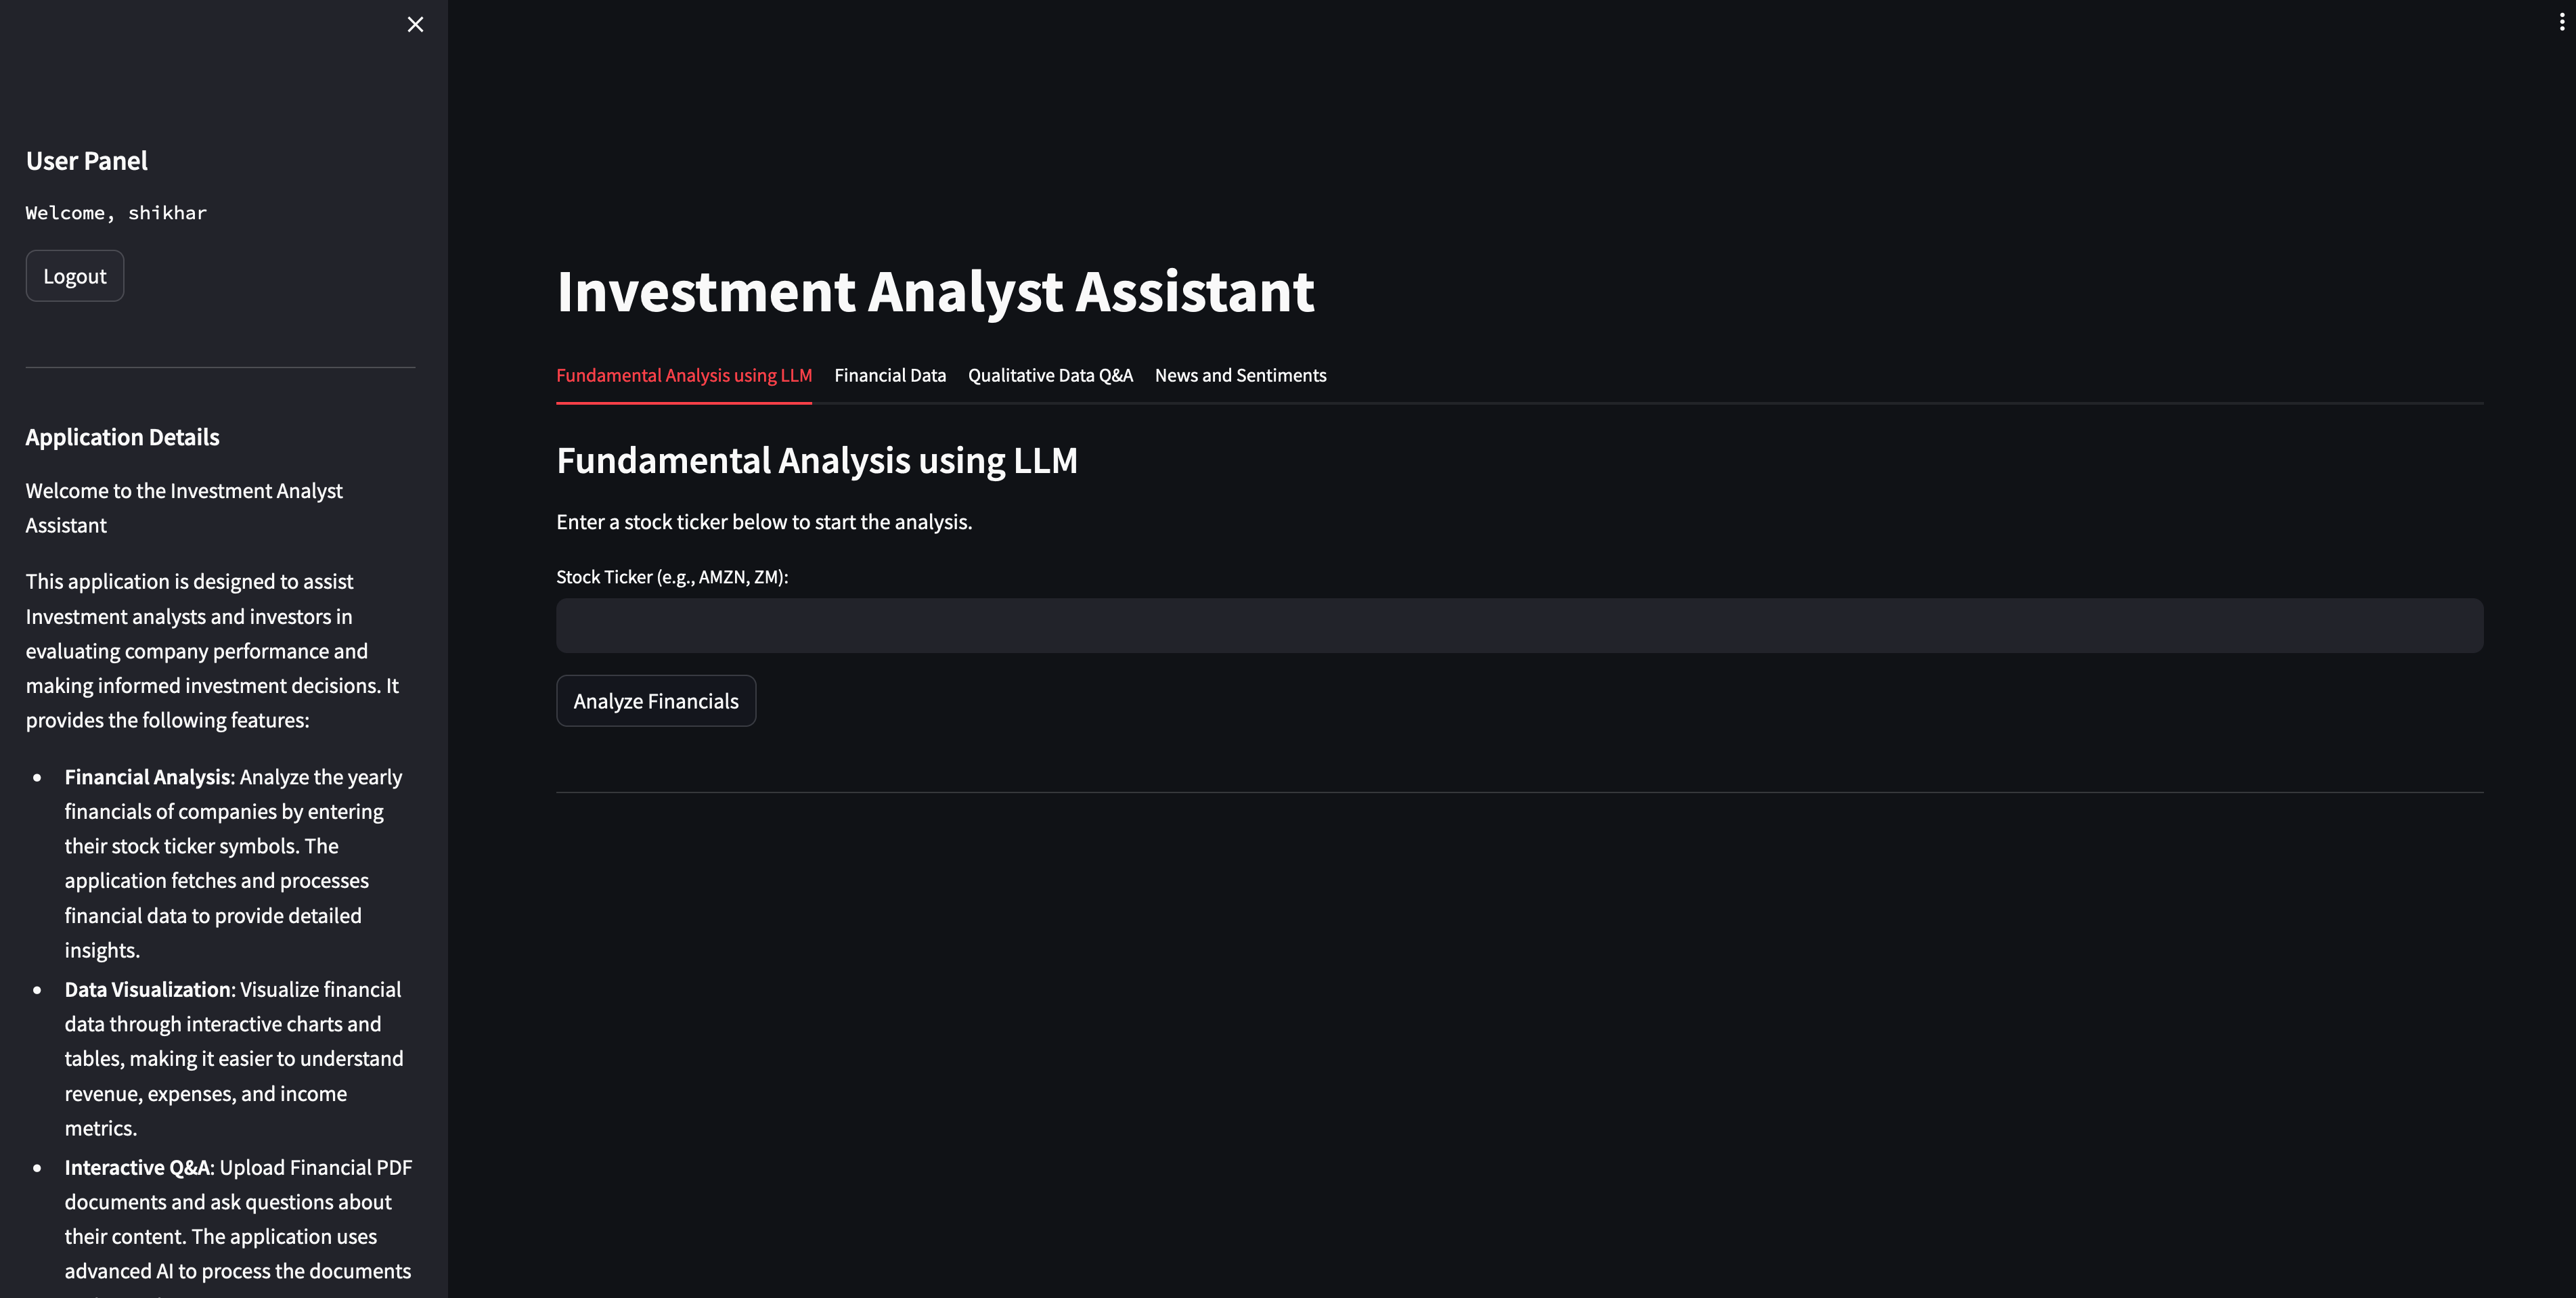 User Panel
Welcome, shikhar
Logout
Application Details
Welcome to the Investment Analyst
Assistant
This application is designed to assist
Investment analysts and investors in
evaluating company performance and
making informed investment decisions. It
provides the following features:
Financial Analysis: Analyze the yearly
financials of companies by entering
their stock ticker symbols. The
application fetches and processes
financial data to provide detailed
insights.
Data Visualization: Visualize financial
data through interactive charts and
tables, making it easier to understand
revenue, expenses, and income
metrics.
Interactive Q&A: Upload Financial PDF
documents and ask questions about
their content. The application uses
advanced AI to process the documents
Investment Analyst Assistant
Fundamental Analysis using LLM Financial Data Qualitative Data Q&A News and Sentiments
Fundamental Analysis using LLM
Enter a stock ticker below to start the analysis.
Stock Ticker (e.g., AMZN, ZM):
Analyze Financials